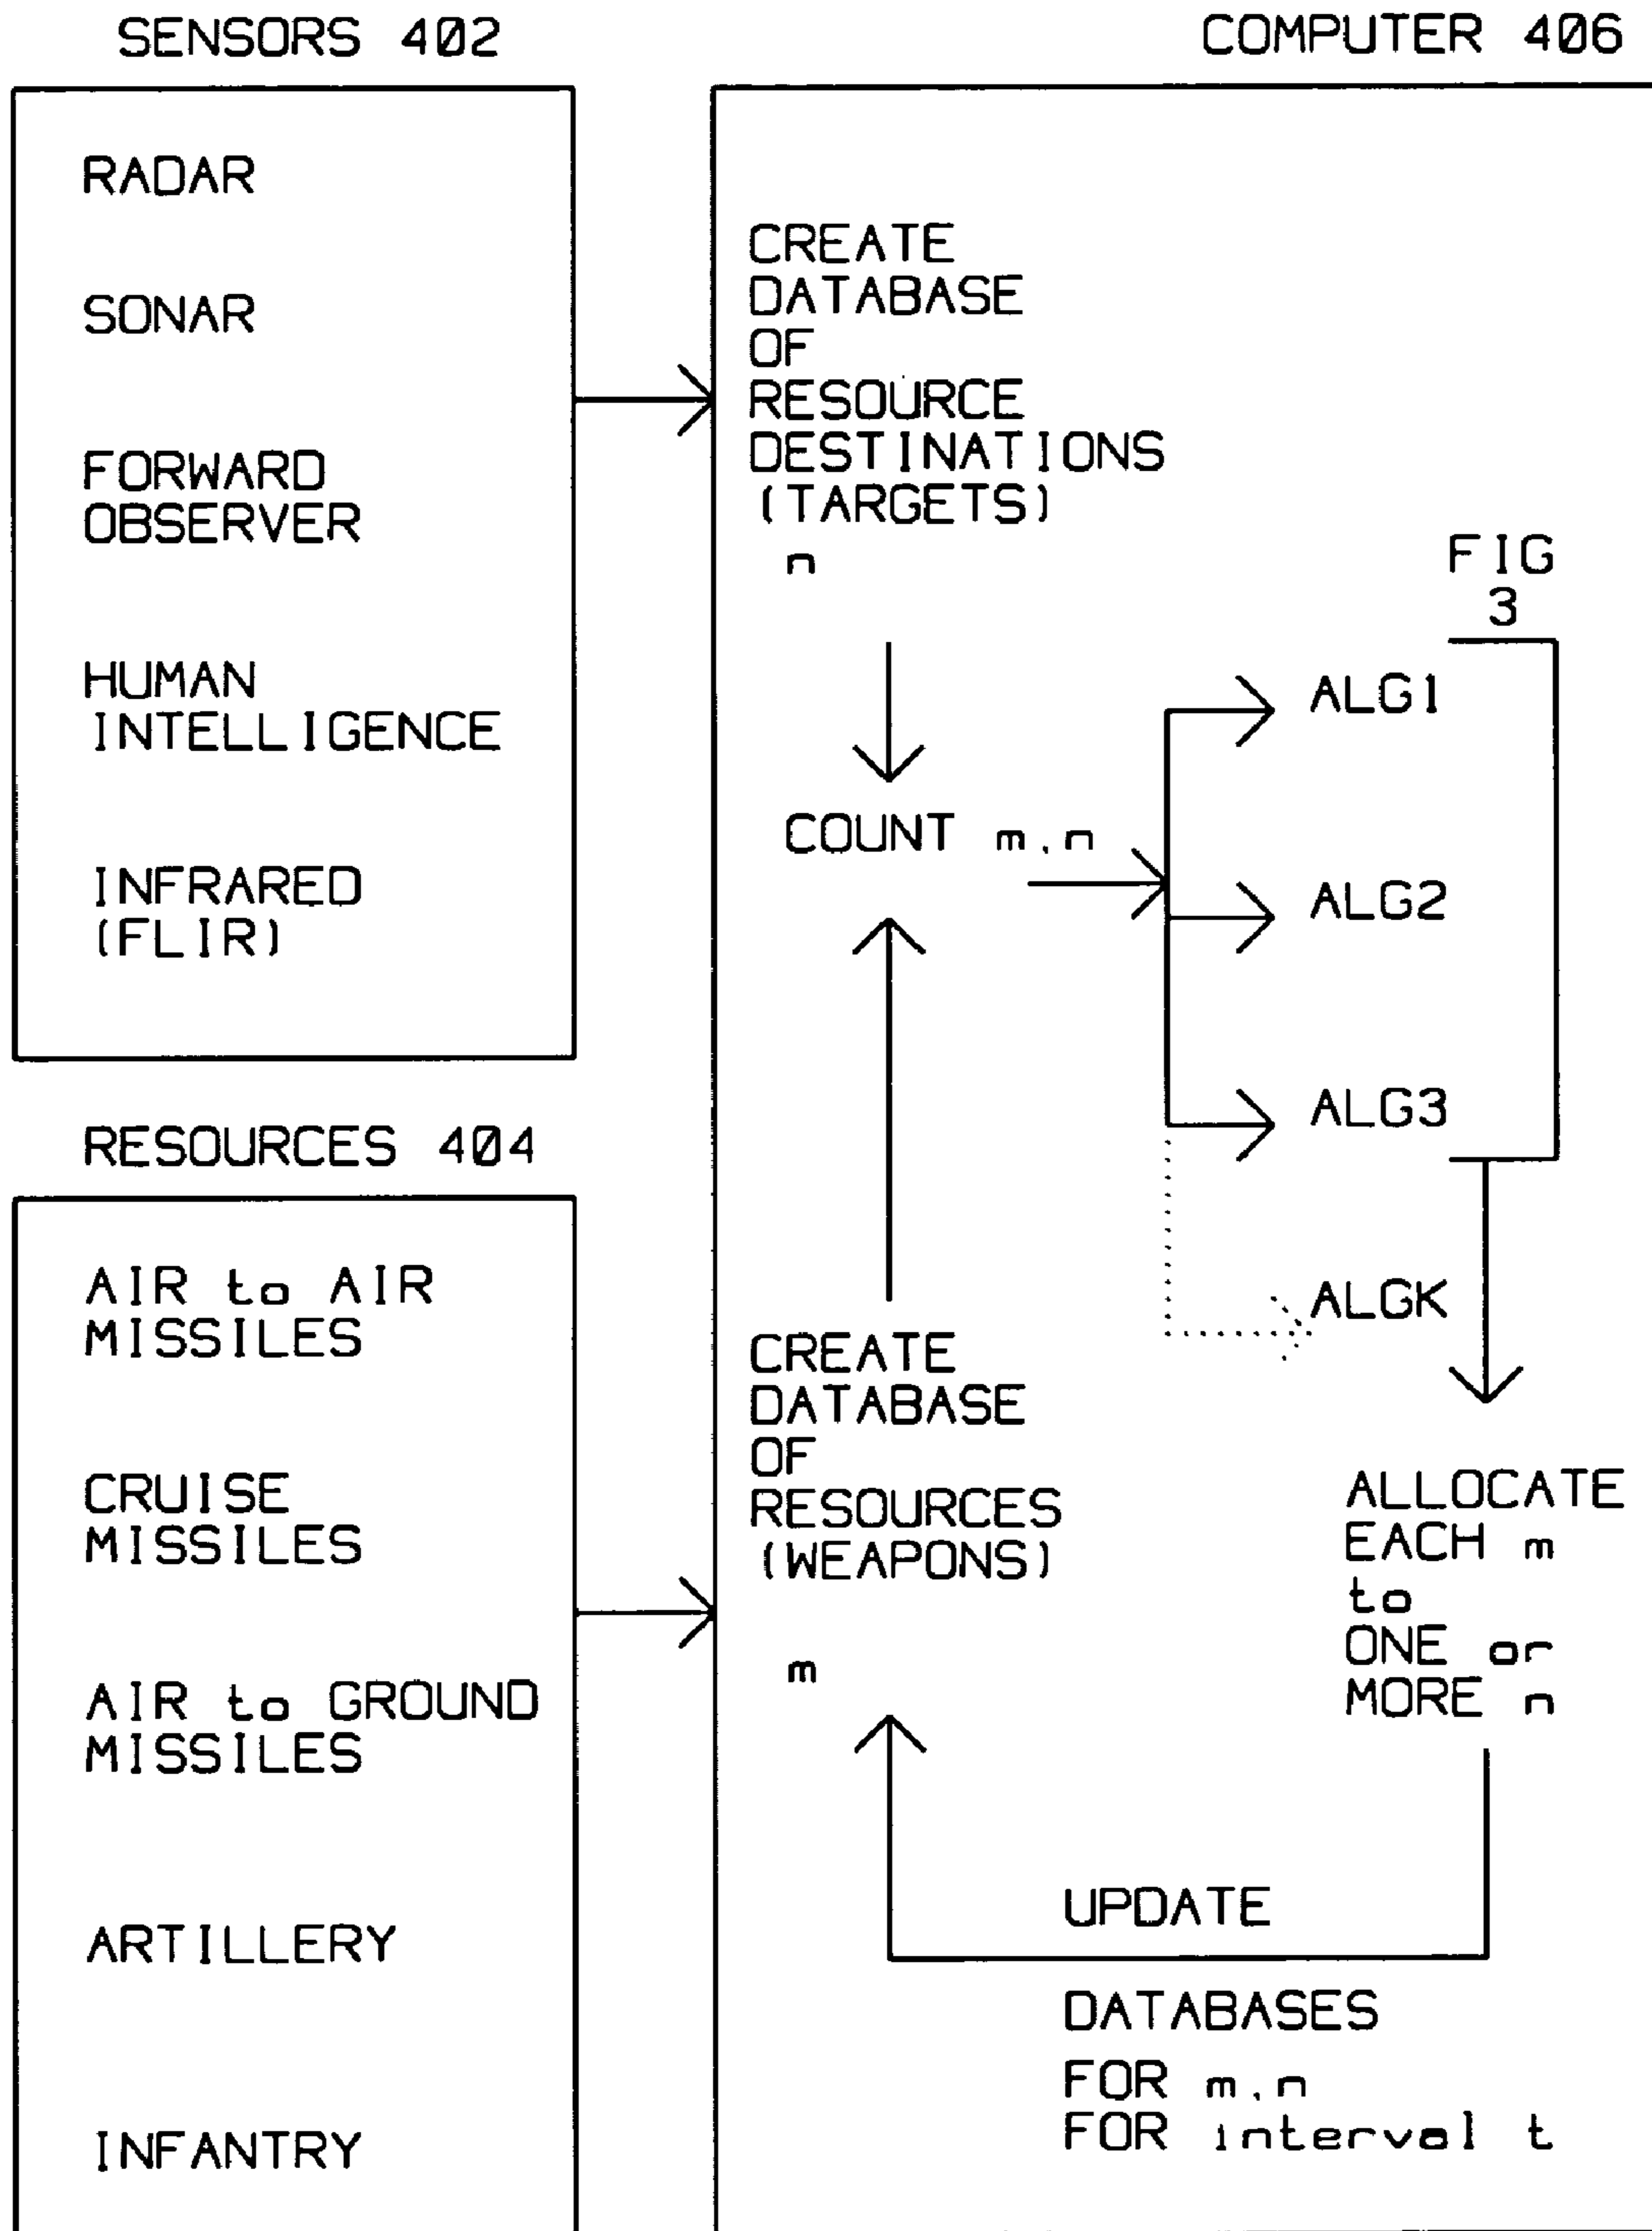 SENSORS 402
RADAR
SONAR
FORWARD
OBSERVER
HUMAN
INTELLIGENCE
INFRARED
(FLIR)
RESOURCES 404
AIR to AIR
MISSILES
CRUISE
MISSILES
AIR to GROUND
MISSILES
ARTILLERY
INFANTRY
COMPUTER 406
CREATE
DATABASE
OF
RESOURCE
DESTINATIONS
(TARGETS)
n
COUNT m,n
FIG
3
ALG1
ALG2
ALG3
ALGK
CREATE
DATABASE
OF
RESOURCES
(WEAPONS)
m
ALLOCATE
EACH m
to
ONE or
MORE n
UPDATE
DATABASES
FOR m,n
FOR interval t